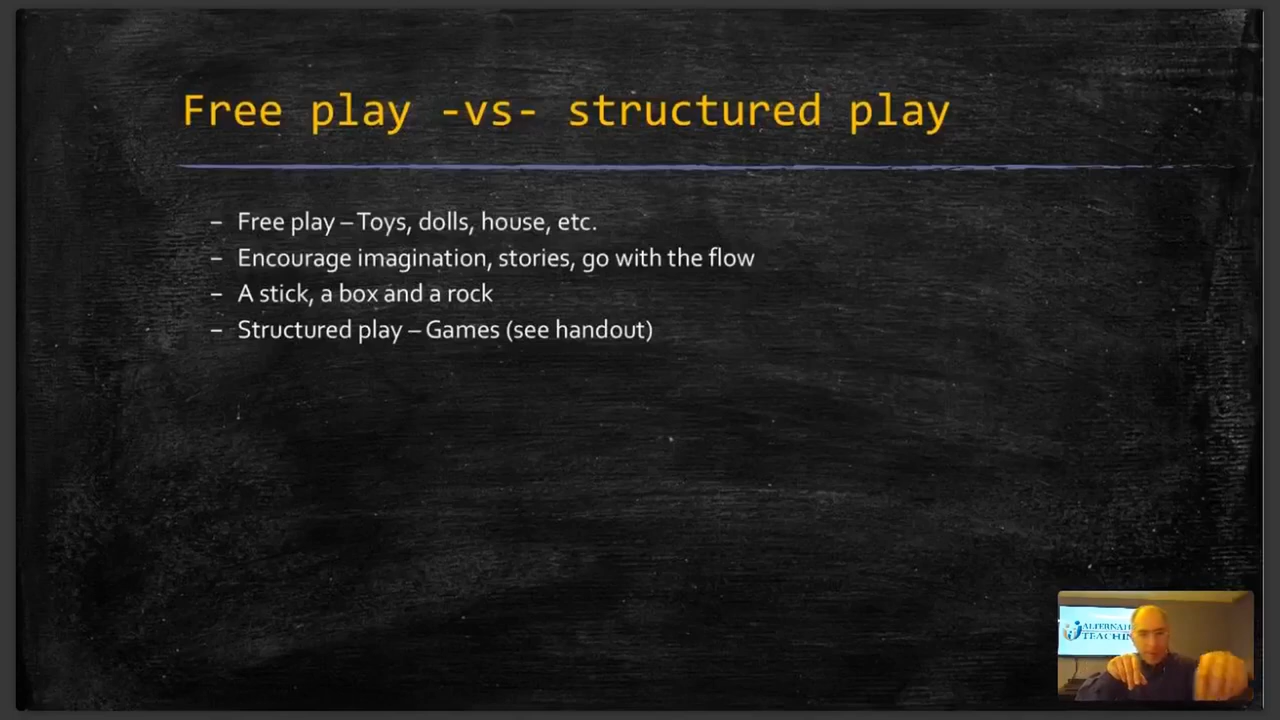 Free play -vs- structured play
– Free play – Toys, dolls, house, etc.
– Encourage imagination, stories, go with the flow
– A stick, a box and a rock
– Structured play – Games (see handout)